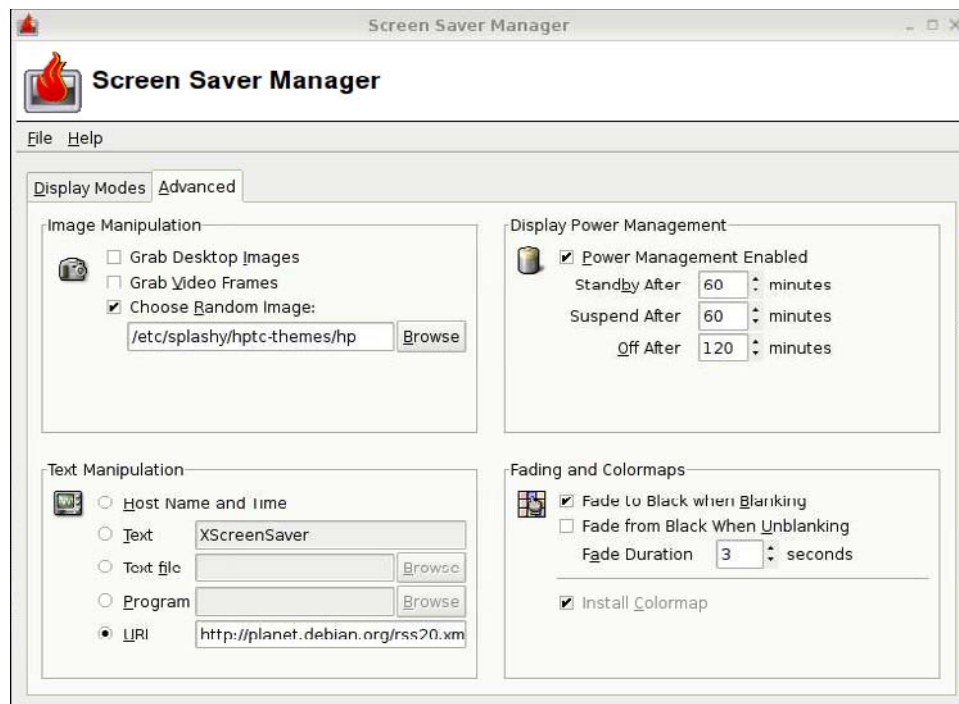 Screen Saver Manager
Screen Saver Manager
File Help
Display Modes Advanced
Image Manipulation
Grab Desktop Images
Grab Video Frames
Choose Random Image:
/etc/splashy/hptc-themes/hp Browse
Display Power Management
Power Management Enabled
Standby After 60 minutes
Suspend After 60 minutes
Off After 120 minutes
Text Manipulation
Host Name and Time
Text XScreenSaver
Text file Browse
Program Browse
URL http://planet.debian.org/rss20.xm
Fading and Colormaps
Fade to Black when Blanking
Fade from Black When Unblanking
Fade Duration 3 seconds
Install Colormap